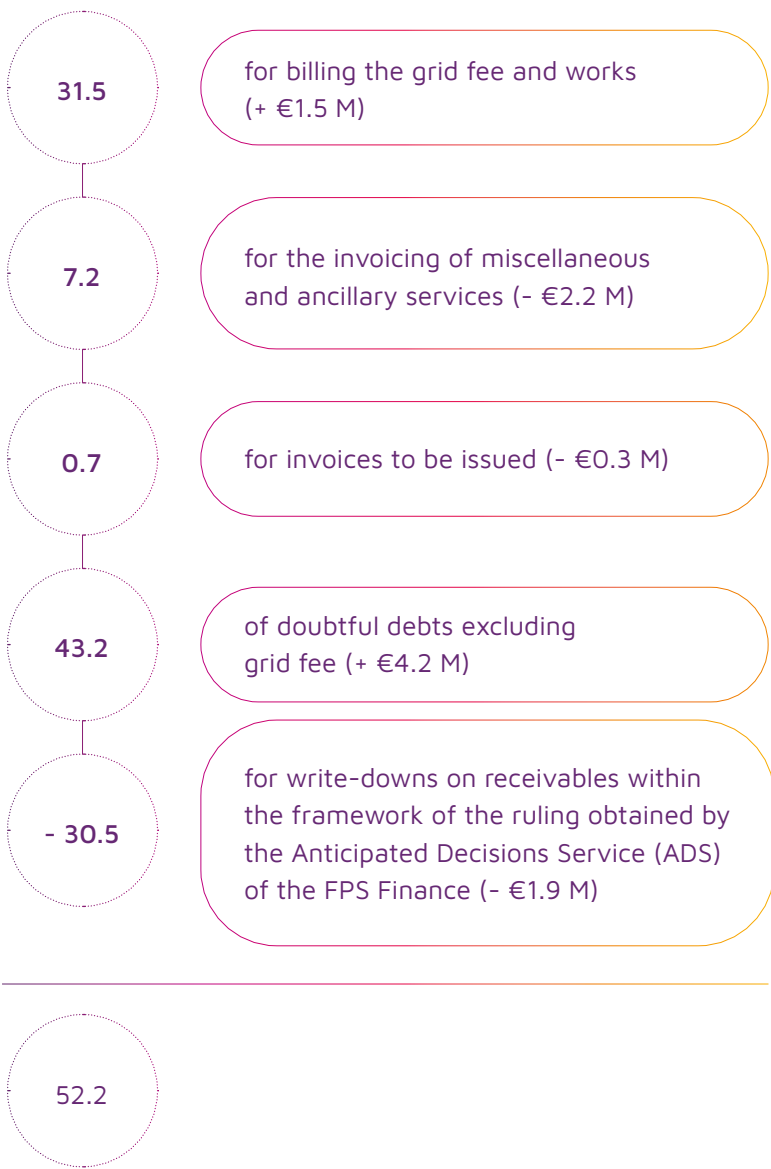 31.5
for billing the grid fee and works
(+ €1.5 M)
7.2
for the invoicing of miscellaneous
and ancillary services (- €2.2 M)
0.7
for invoices to be issued (- €0.3 M)
43.2
of doubtful debts excluding
grid fee (+ €4.2 M)
- 30.5
for write-downs on receivables within
the framework of the ruling obtained by
the Anticipated Decisions Service (ADS)
of the FPS Finance (- €1.9 M)
52.2